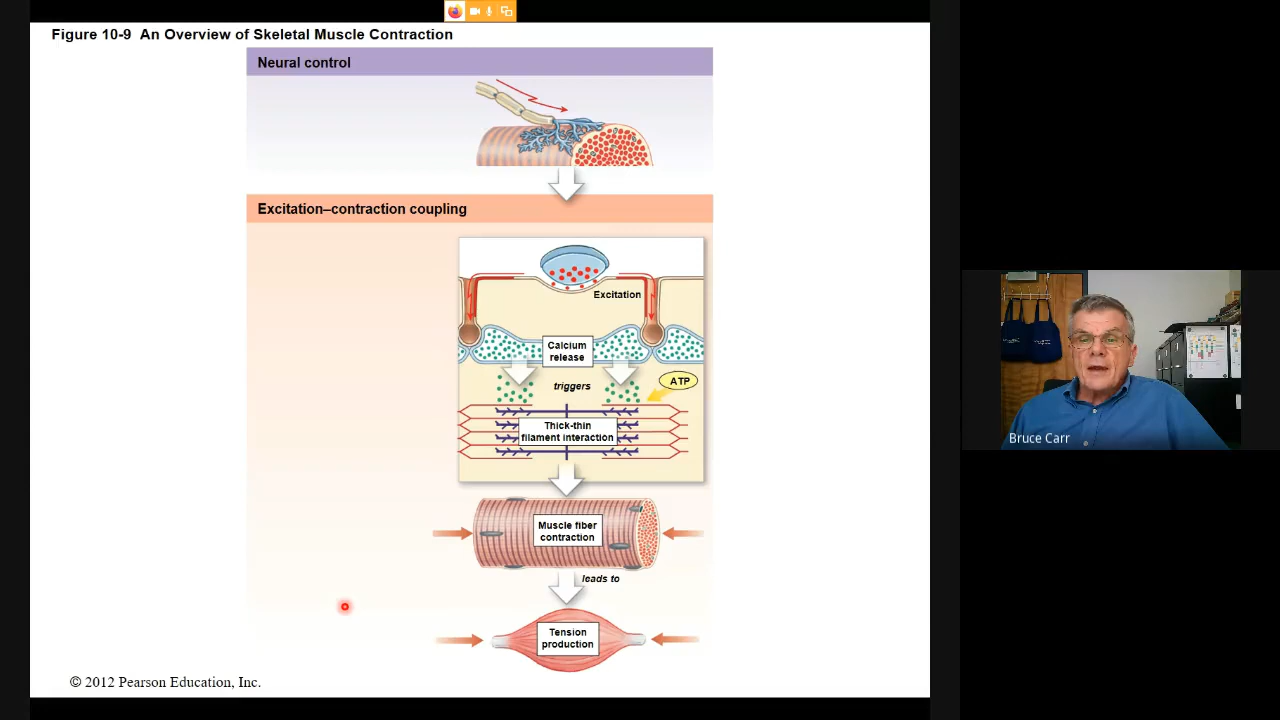 Figure 10-9 An Overview of Skeletal Muscle Contraction
Neural control
Excitation–contraction coupling
Excitation
Calcium
release
triggers
ATP
Thick-thin
filament interaction
Muscle fiber
contraction
leads to
Tension
production
© 2012 Pearson Education, Inc.
Bruce Carr